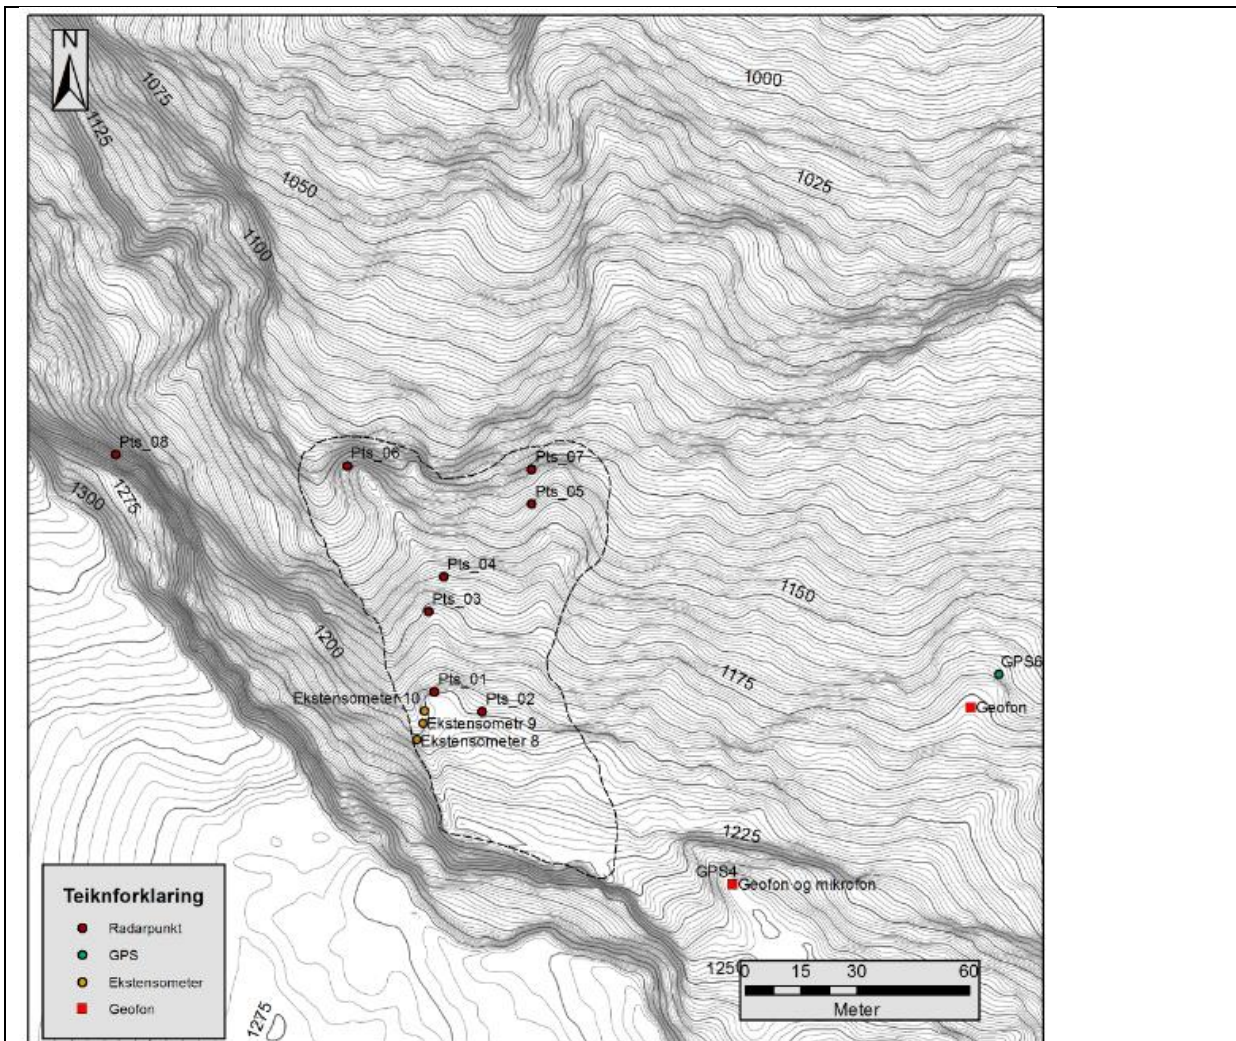 N
1000
1075
1125
1050
1025
1100
Pts_08
Pts_06
Pts_07
1300
1275
Pts_05
Pts_04
1150
Pts_03
1200
GPS6
1175
Pts_01
Ekstensometer 10
Pts_02
Geofon
Ekstensometr 9
Ekstensometer 8
1225
GPS4
Geofon og mikrofon
Teiknforklaring
Radarpunkt
GPS
Ekstensometer
Geofon
1250
0 15 30 60
Meter
1275